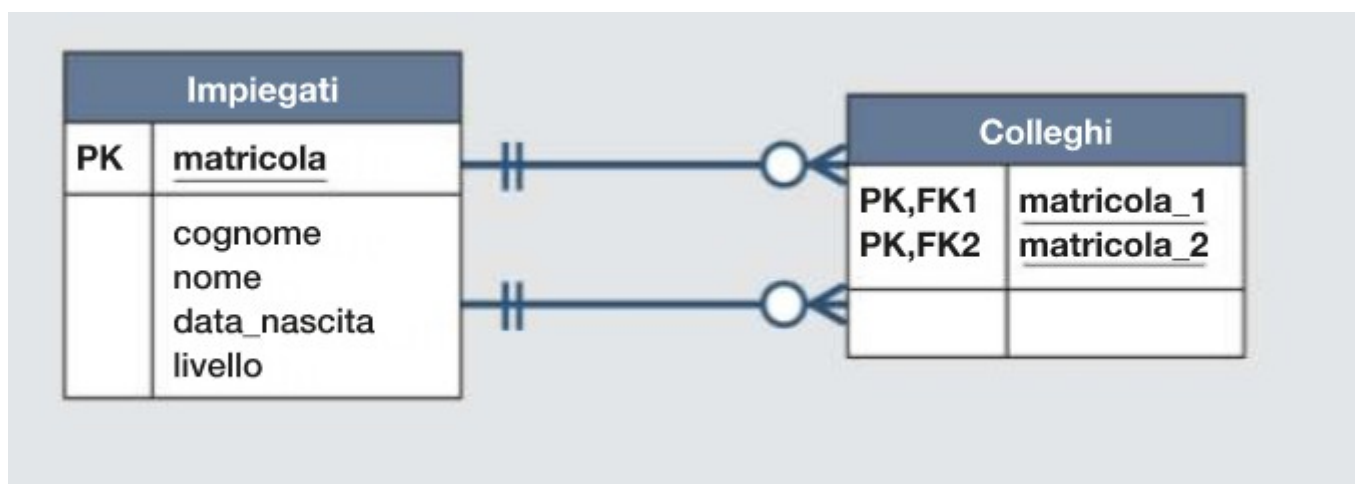 Impiegati
PK matricola
cognome
nome
data_nascita
livello
Colleghi
PK,FK1 matricola_1
PK,FK2 matricola_2